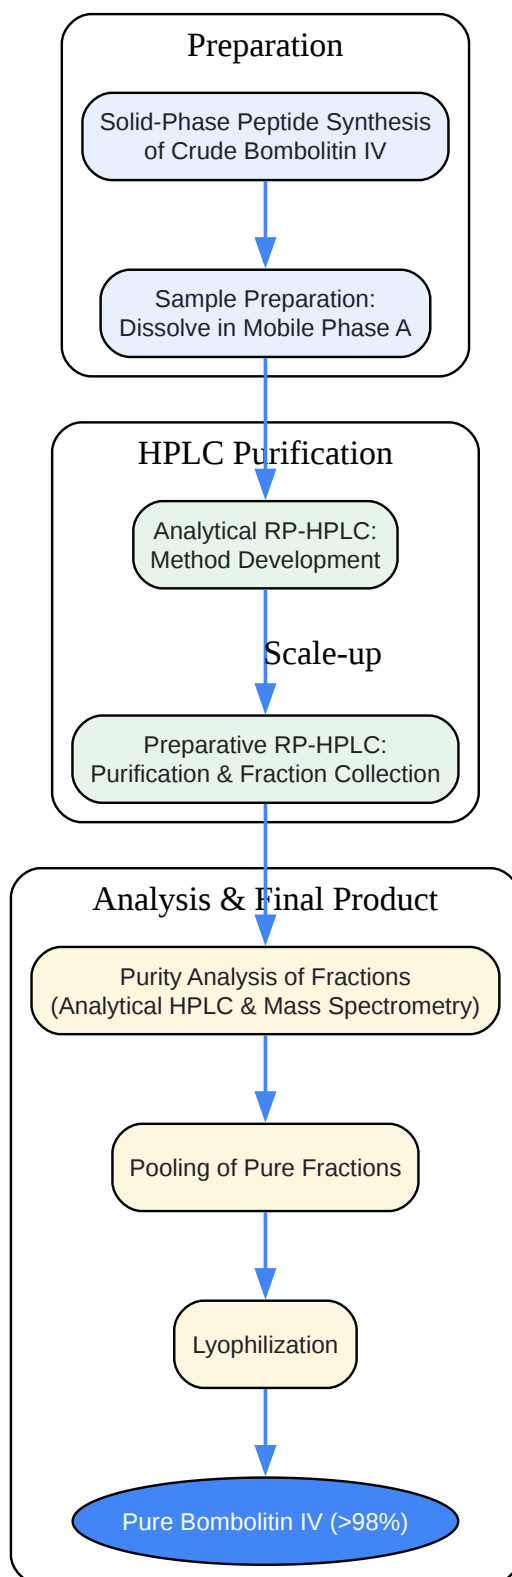 Preparation
Solid-Phase Peptide Synthesis
of Crude Bombolitin IV
Sample Preparation:
Dissolve in Mobile Phase A
HPLC Purification
Analytical RP-HPLC:
Method Development
Scale-up
Preparative RP-HPLC:
Purification & Fraction Collection
Analysis & Final Product
Purity Analysis of Fractions
(Analytical HPLC & Mass Spectrometry)
Pooling of Pure Fractions
Lyophilization
Pure Bombolitin IV (>98%)